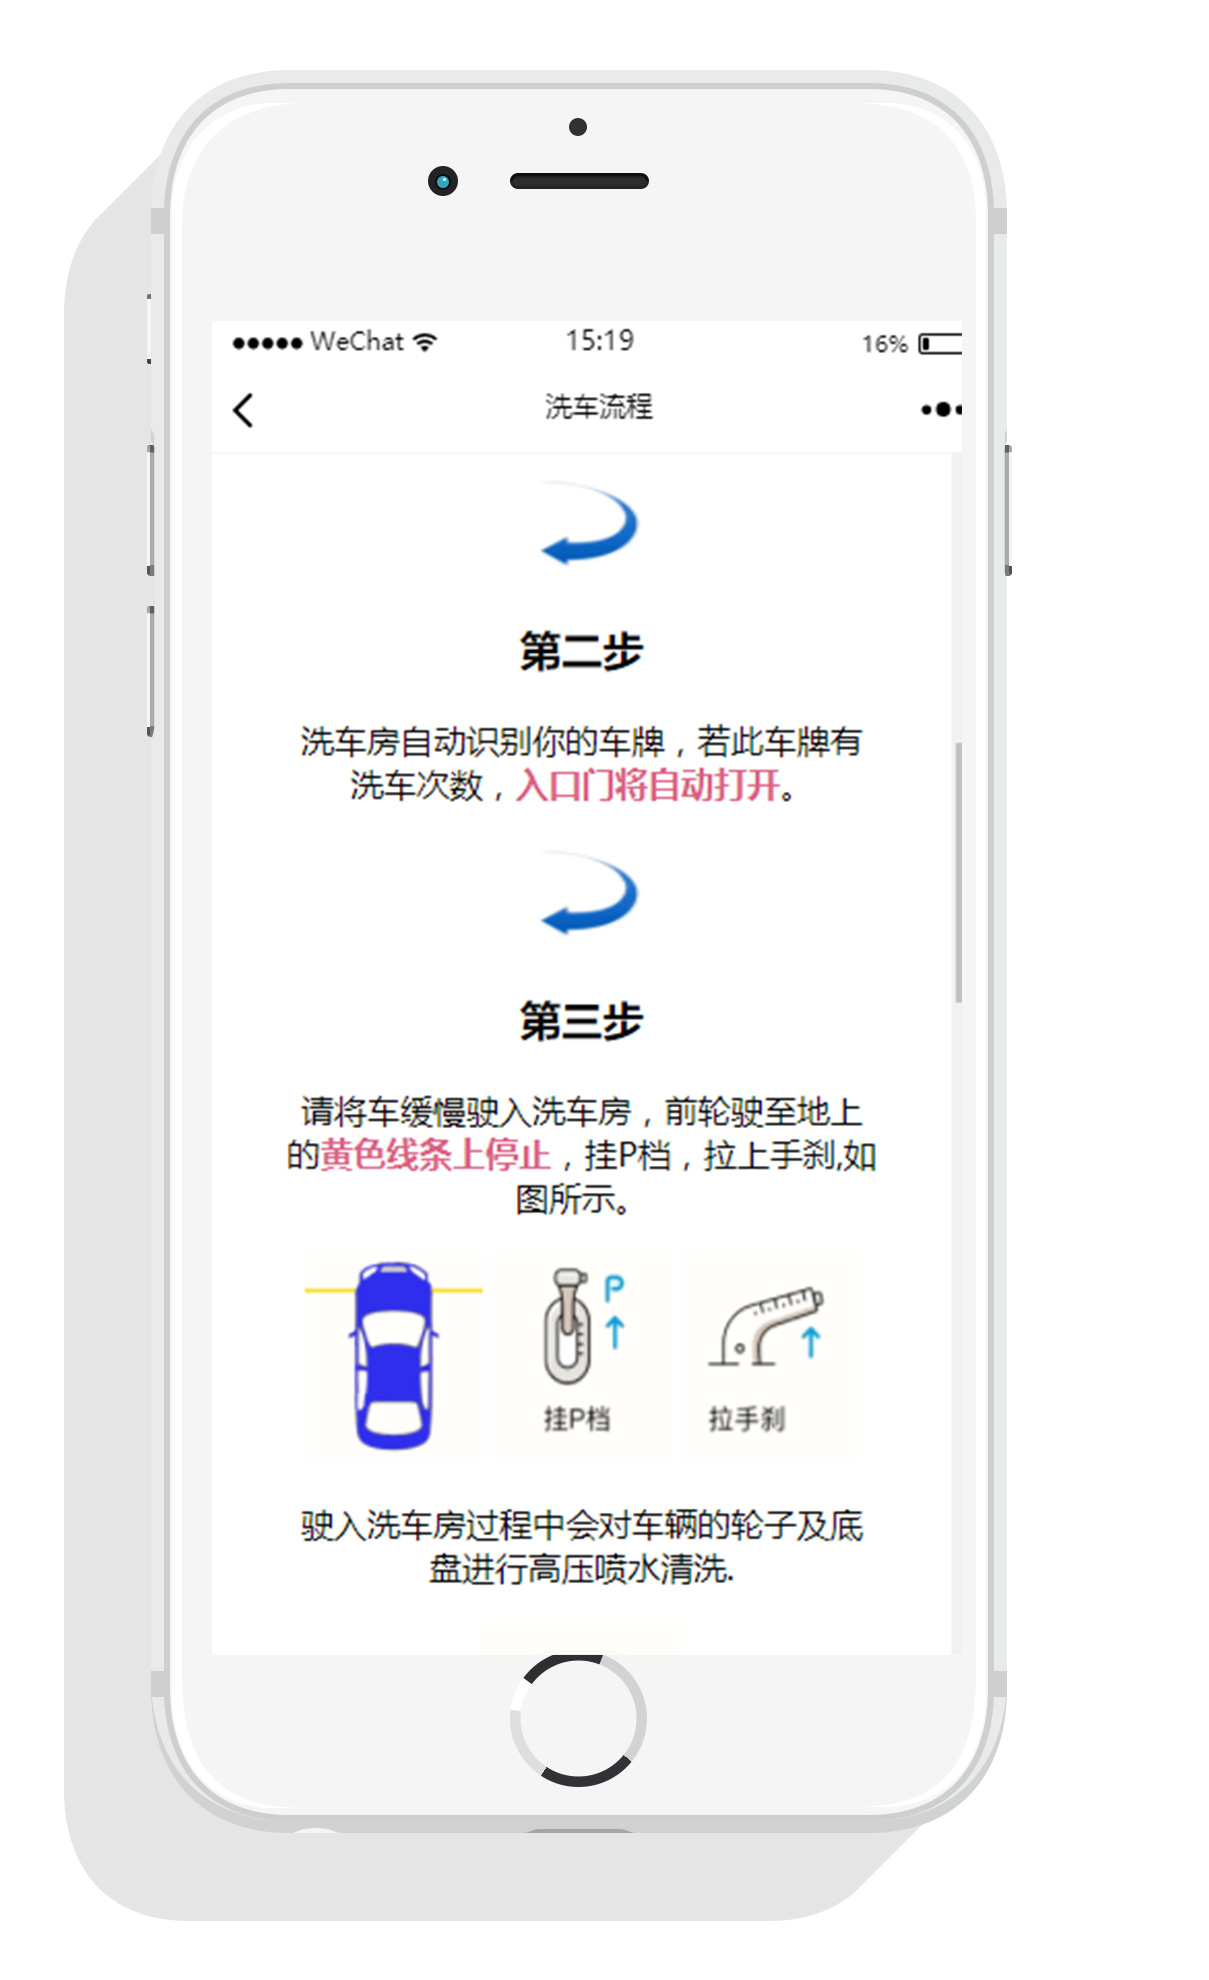 WeChat 15:19 16%
洗车流程
第二步
洗车房自动识别你的车牌，若此车牌有
洗车次数，入口门将自动打开。
第三步
请将车缓慢驶入洗车房，前轮驶至地上
的黄色线条上停止，挂P档，拉上手刹,如
图所示。
P
挂P档 拉手刹
驶入洗车房过程中会对车辆的轮子及底
盘进行高压喷水清洗.